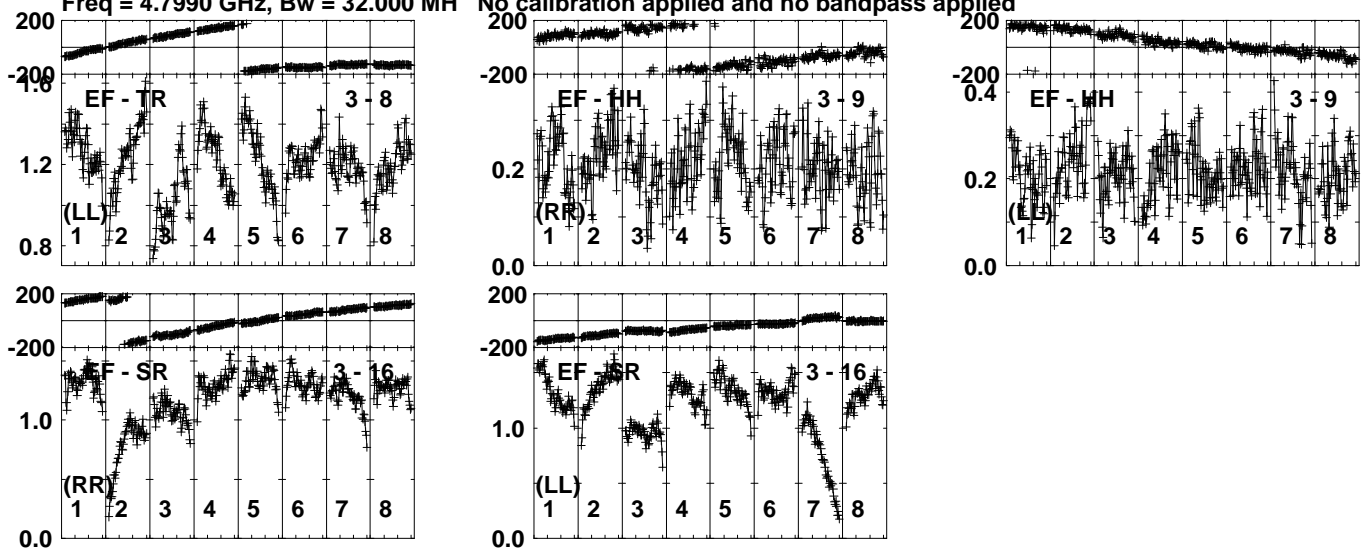 Freq = 4.7990 GHz, Bw = 32.000 MH No calibration applied and no bandpass applied
200
-200
1.6
1.2
0.8
EF - TR 3 - 8
(LL)
1 2 3 4 5 6 7 8
200
-200
0.2
0.0
EF - HH 3 - 9
(RR)
1 2 3 4 5 6 7 8
200
-200
0.4
0.2
0.0
EF - HH 3 - 9
(LL)
1 2 3 4 5 6 7 8
200
-200
1.0
0.0
EF - SR 3 - 16
(RR)
1 2 3 4 5 6 7 8
200
-200
1.0
0.0
EF - SR 3 - 16
(LL)
1 2 3 4 5 6 7 8